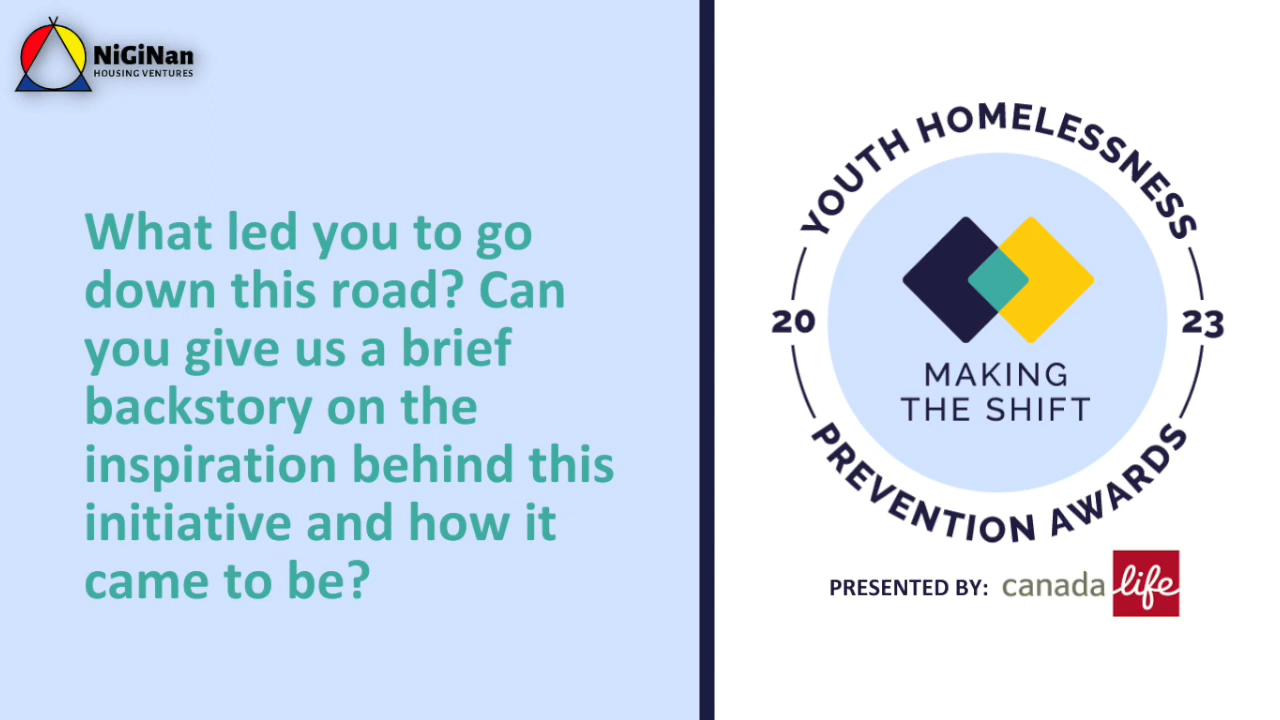 NiGiNan
HOUSING VENTURES
What led you to go
down this road? Can
you give us a brief
backstory on the
inspiration behind this
initiative and how it
came to be?
YOUTH HOMELESSNESS
20 23
MAKING
THE SHIFT
PREVENTION AWARDS
PRESENTED BY: canada life